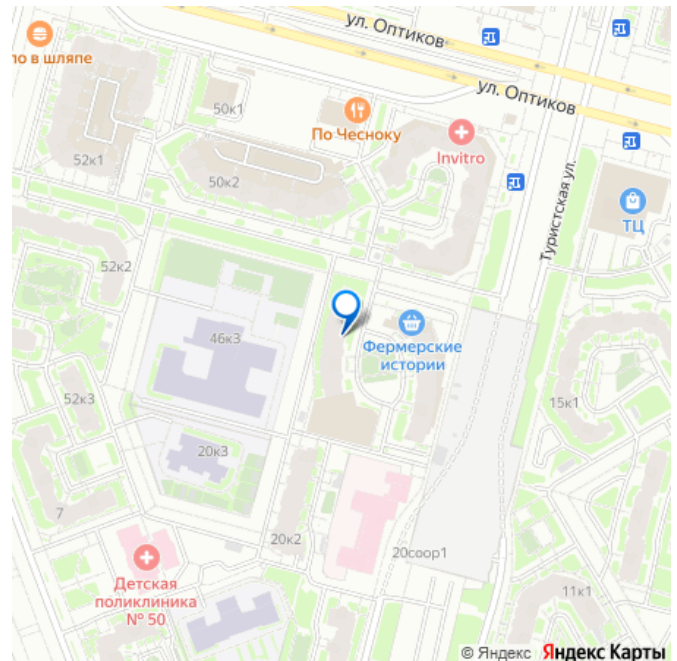 ул. Оптиков
по в шляпе
ул. Оптиков
50к1
По Чесноку
Invitro
52к1
50к2
Туристская ул.
ТЦ
52к2
46к3
Фермерские
истории
52к3
15к1
20к3
7
20к2
20соор1
Детская
поликлиника
№ 50
11к1
© Яндекс Яндекс Карты